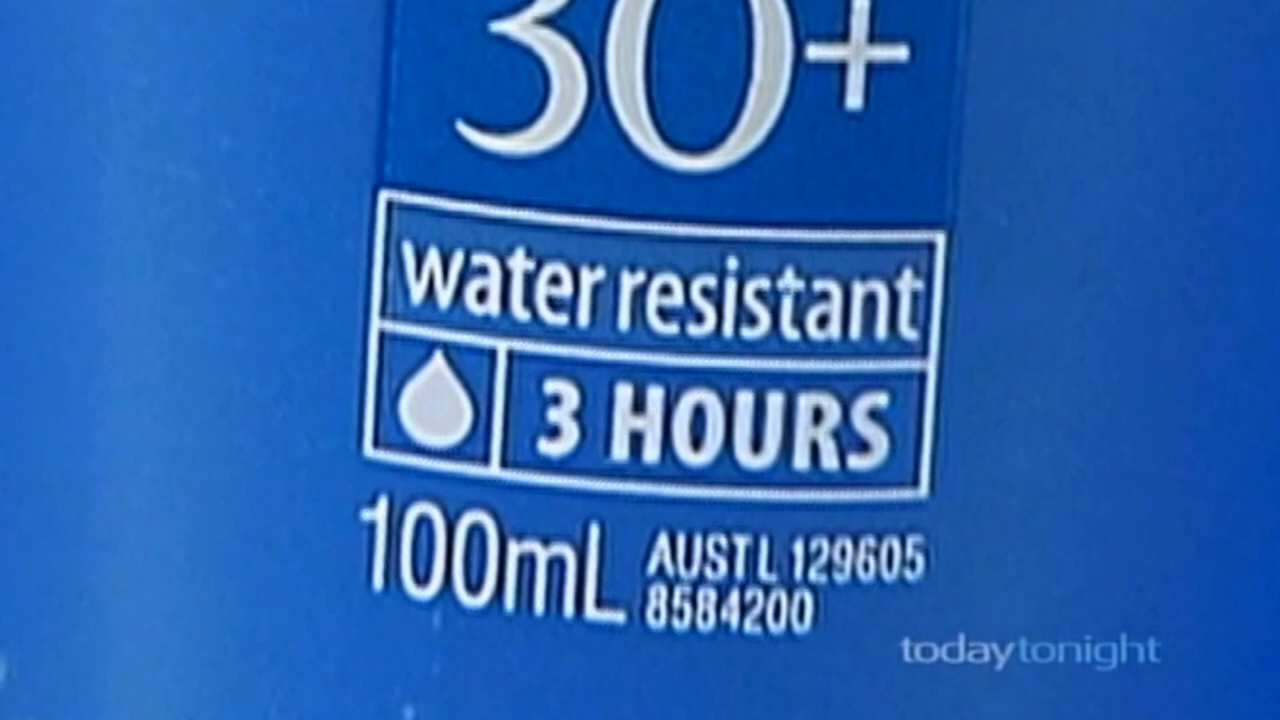 30+
water resistant
3 HOURS
100mL
AUST L 129605
8584200
todaytonight